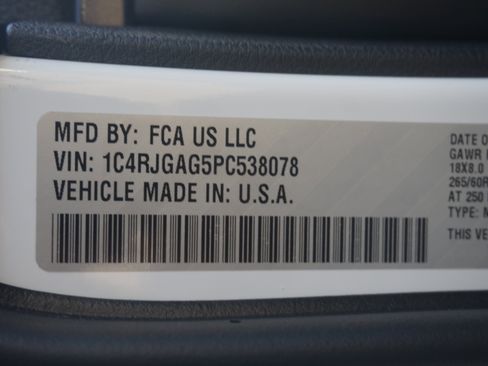 MFD BY: FCA US LLC
VIN: 1C4RJGAG5PC538078
VEHICLE MADE IN: U.S.A.
DATE O
GAWR
18X8.0
265/60R
AT 250
TYPE:
THIS VE